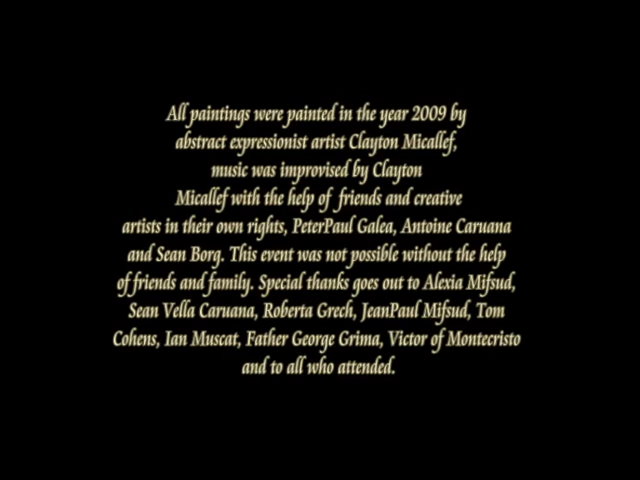 All paintings were painted in the year 2009 by
abstract expressionist artist Clayton Micallef,
music was improvised by Clayton
Micallef with the help of friends and creative
artists in their own rights, PeterPaul Galea, Antoine Caruana
and Sean Borg. This event was not possible without the help
of friends and family. Special thanks goes out to Alexia Mifsud,
Sean Vella Caruana, Roberta Grech, JeanPaul Mifsud, Tom
Cohens, Ian Muscat, Father George Grima, Victor of Montecristo
and to all who attended.